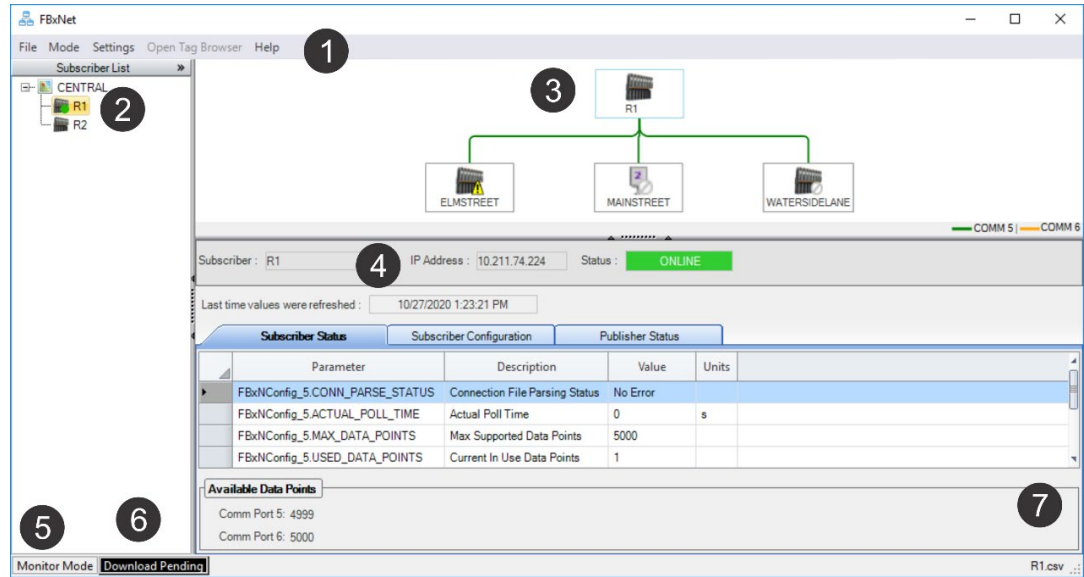 FBxNet
File Mode Settings Open Tag Browser Help
1
Subscriber List »
CENTRAL
R1
R2
2
3
R1
2
ELMSTREET MAINSTREET WATERSIDELANE
COMM 5 | COMM 6
Subscriber : R1 4 IP Address : 10.211.74.224 Status : ONLINE
Last time values were refreshed : 10/27/2020 1:23:21 PM
Subscriber Status Subscriber Configuration Publisher Status
Parameter Description Value Units
FBxNConfig_5.CONN_PARSE_STATUS Connection File Parsing Status No Error
FBxNConfig_5.ACTUAL_POLL_TIME Actual Poll Time 0 s
FBxNConfig_5.MAX_DATA_POINTS Max Supported Data Points 5000
FBxNConfig_5.USED_DATA_POINTS Current In Use Data Points 1
Available Data Points
Comm Port 5: 4999
Comm Port 6: 5000
5 6 7
Monitor Mode Download Pending R1.csv